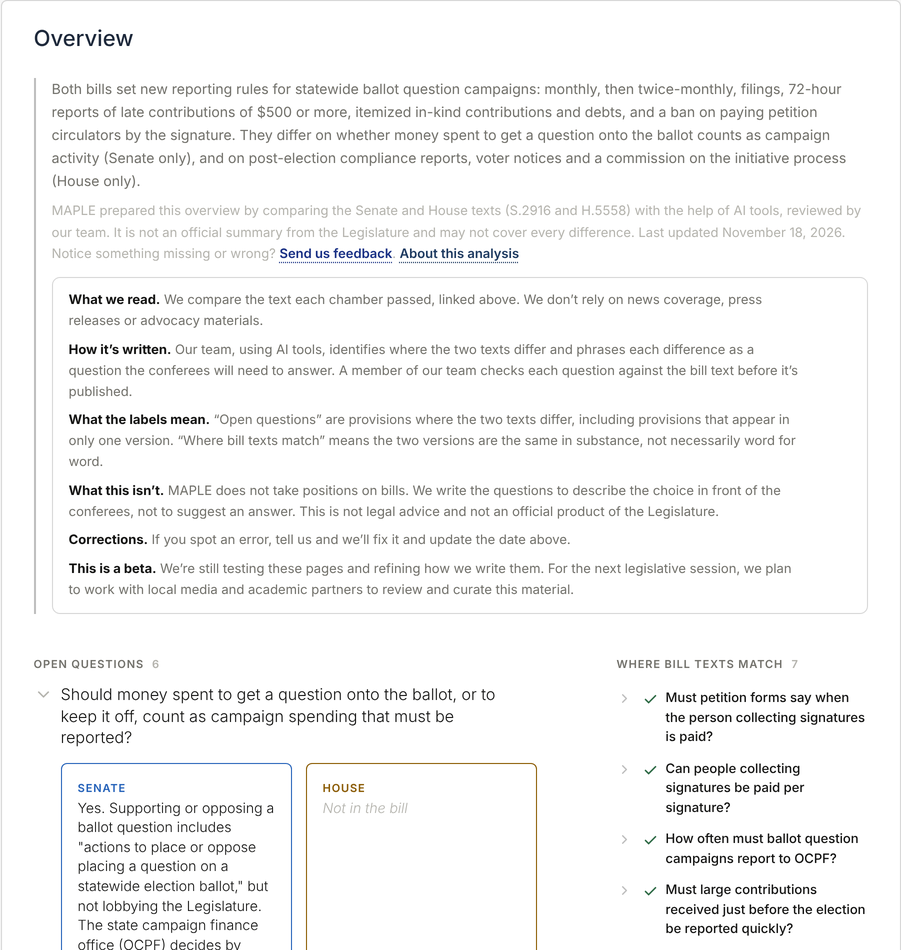 Overview
Both bills set new reporting rules for statewide ballot question campaigns: monthly, then twice-monthly, filings, 72-hour
reports of late contributions of $500 or more, itemized in-kind contributions and debts, and a ban on paying petition
circulators by the signature. They differ on whether money spent to get a question onto the ballot counts as campaign
activity (Senate only), and on post-election compliance reports, voter notices and a commission on the initiative process
(House only).
MAPLE prepared this overview by comparing the Senate and House texts (S.2916 and H.5558) with the help of AI tools, reviewed by
our team. It is not an official summary from the Legislature and may not cover every difference. Last updated November 18, 2026.
Notice something missing or wrong? Send us feedback. About this analysis
What we read. We compare the text each chamber passed, linked above. We don’t rely on news coverage, press
releases or advocacy materials.
How it’s written. Our team, using AI tools, identifies where the two texts differ and phrases each difference as a
question the conferees will need to answer. A member of our team checks each question against the bill text before it’s
published.
What the labels mean. “Open questions” are provisions where the two texts differ, including provisions that appear in
only one version. “Where bill texts match” means the two versions are the same in substance, not necessarily word for
word.
What this isn’t. MAPLE does not take positions on bills. We write the questions to describe the choice in front of the
conferees, not to suggest an answer. This is not legal advice and not an official product of the Legislature.
Corrections. If you spot an error, tell us and we’ll fix it and update the date above.
This is a beta. We’re still testing these pages and refining how we write them. For the next legislative session, we plan
to work with local media and academic partners to review and curate this material.
OPEN QUESTIONS 6
Should money spent to get a question onto the ballot, or to
keep it off, count as campaign spending that must be
reported?
SENATE
Yes. Supporting or opposing a
ballot question includes
"actions to place or oppose
placing a question on a
statewide election ballot," but
not lobbying the Legislature.
The state campaign finance
office (OCPF) decides by
HOUSE
Not in the bill
WHERE BILL TEXTS MATCH 7
Must petition forms say when
the person collecting signatures
is paid?
Can people collecting
signatures be paid per
signature?
How often must ballot question
campaigns report to OCPF?
Must large contributions
received just before the election
be reported quickly?